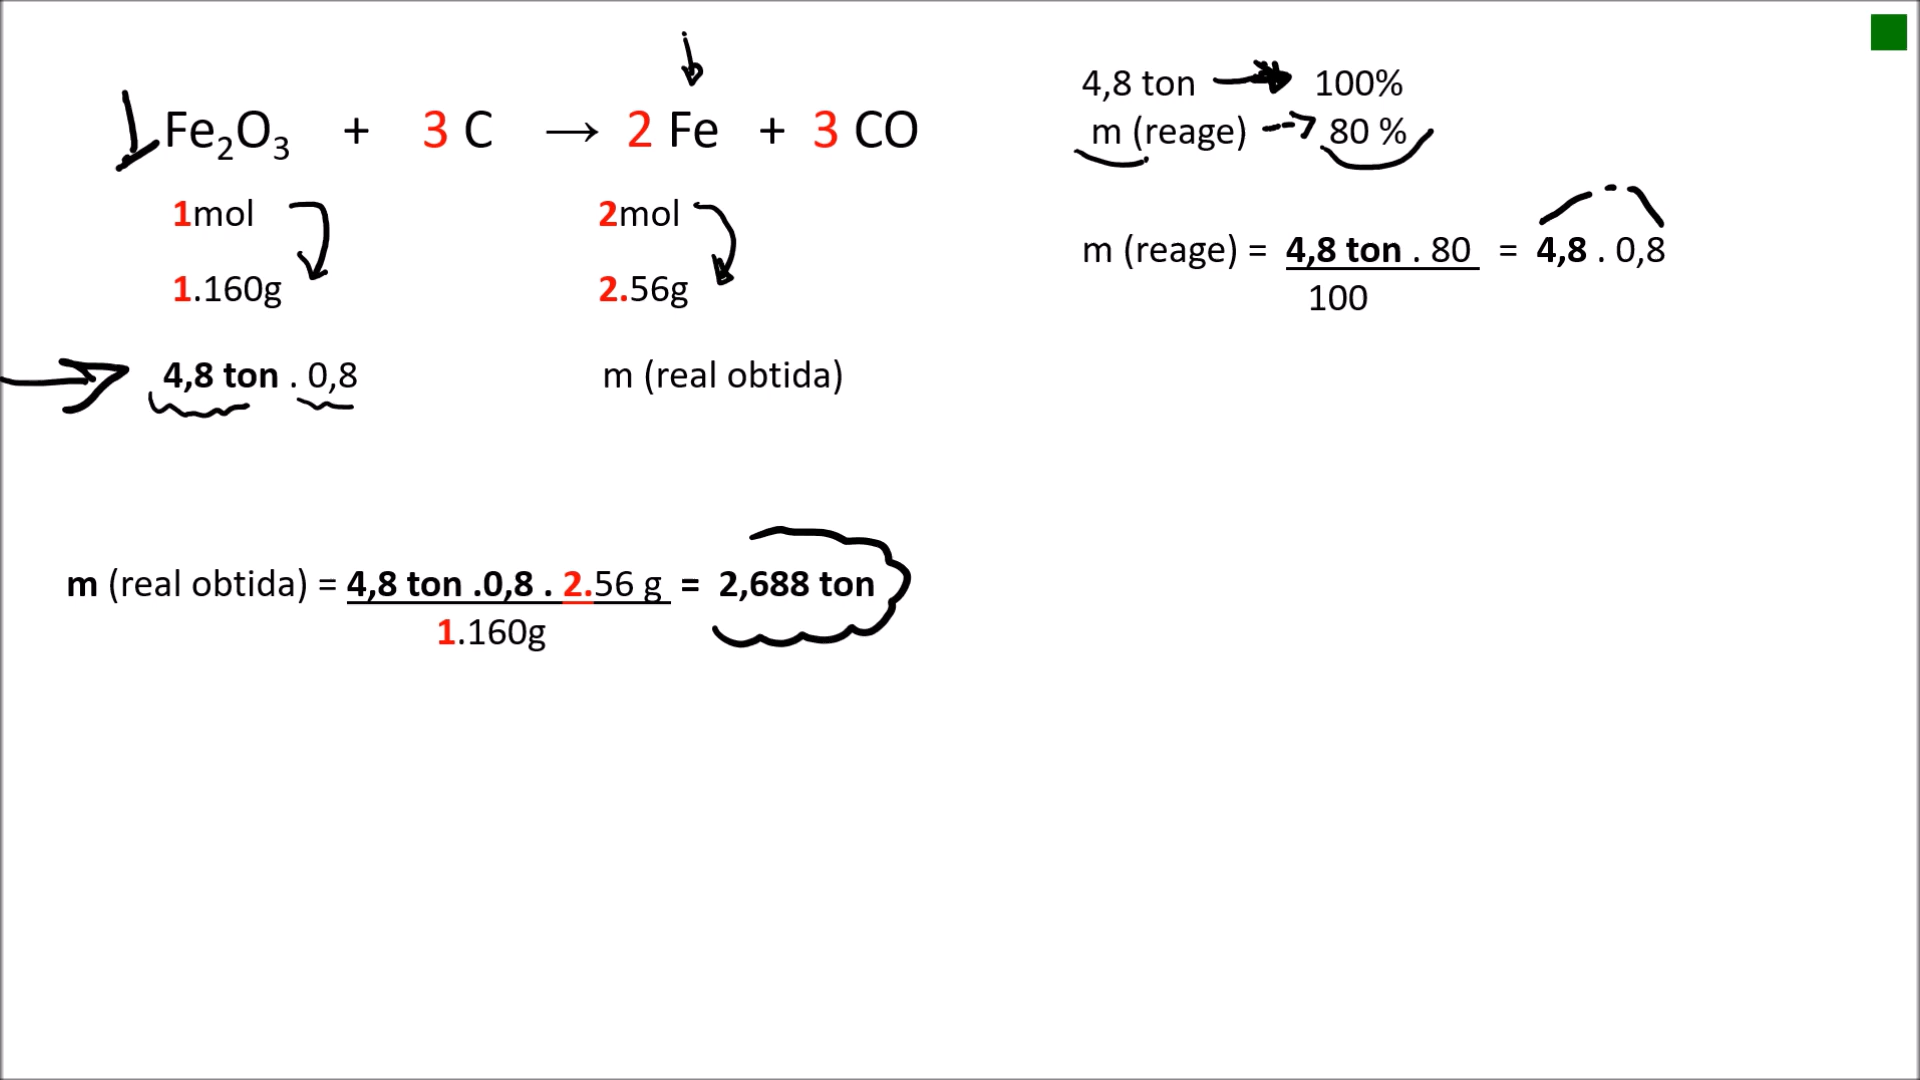 1 Fe₂O₃ + 3 C → 2 Fe + 3 CO
1mol 2mol
1.160g 2.56g
4,8 ton . 0,8 m (real obtida)
m (real obtida) = 4,8 ton .0,8 . 2.56 g = 2,688 ton
1.160g
4,8 ton → 100%
m (reage) --→ 80 %
m (reage) = 4,8 ton . 80 = 4,8 . 0,8
100